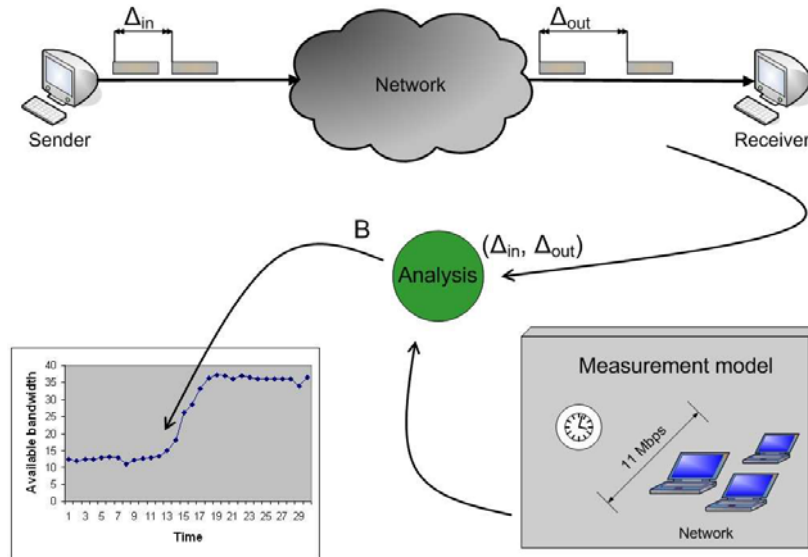 Δin
Δout
Network
Sender
Receiver
B
(Δin, Δout)
Analysis
Measurement model
11 Mbps
Network
Available bandwidth
40
35
30
25
20
15
10
5
0
1 3 5 7 9 11 13 15 17 19 21 23 25 27 29
Time